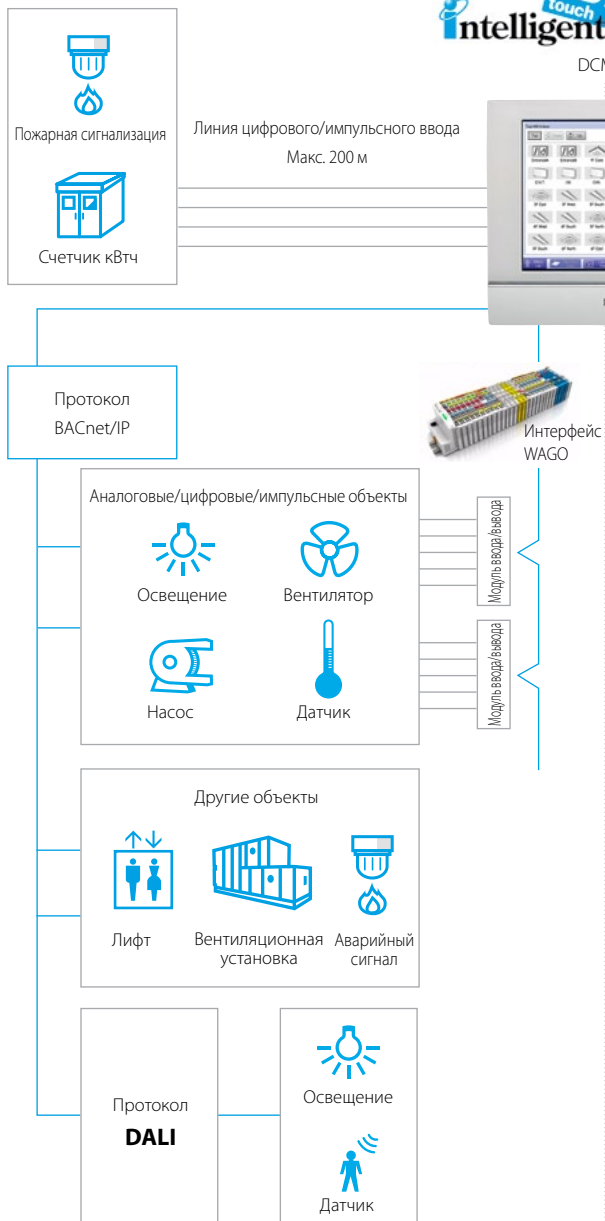 touch
intelligent
DCM
Пожарная сигнализация
Линия цифрового/импульсного ввода
Макс. 200 м
Счетчик кВтч
Протокол
BACnet/IP
Интерфейс
WAGO
Аналоговые/цифровые/импульсные объекты
Освещение
Вентилятор
Модуль ввода/вывода
Насос
Датчик
Модуль ввода/вывода
Другие объекты
Лифт
Вентиляционная
установка
Аварийный
сигнал
Протокол
DALI
Освещение
Датчик